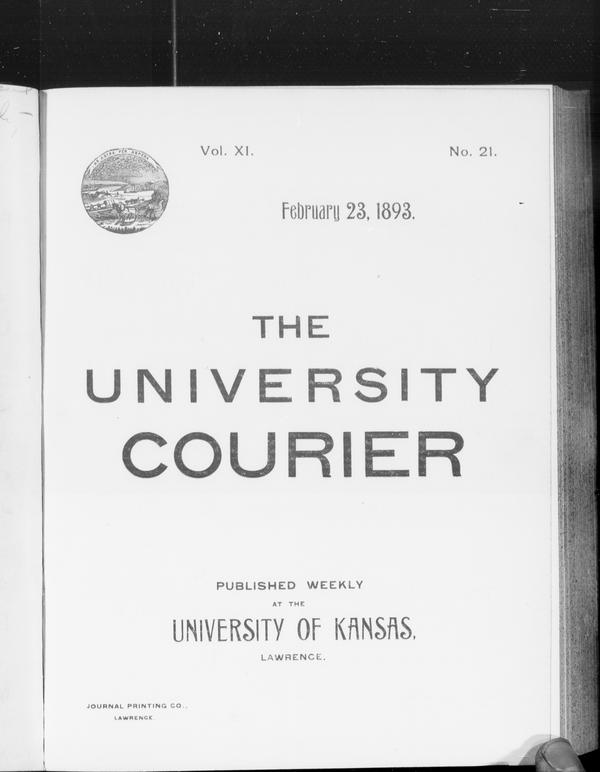 Vol. XI.
No. 21.
February 23, 1893.
THE
UNIVERSITY
COURIER
PUBLISHED WEEKLY
AT THE
UNIVERSITY OF KANSAS,
LAWRENCE.
JOURNAL PRINTING CO.,
LAWRENCE.